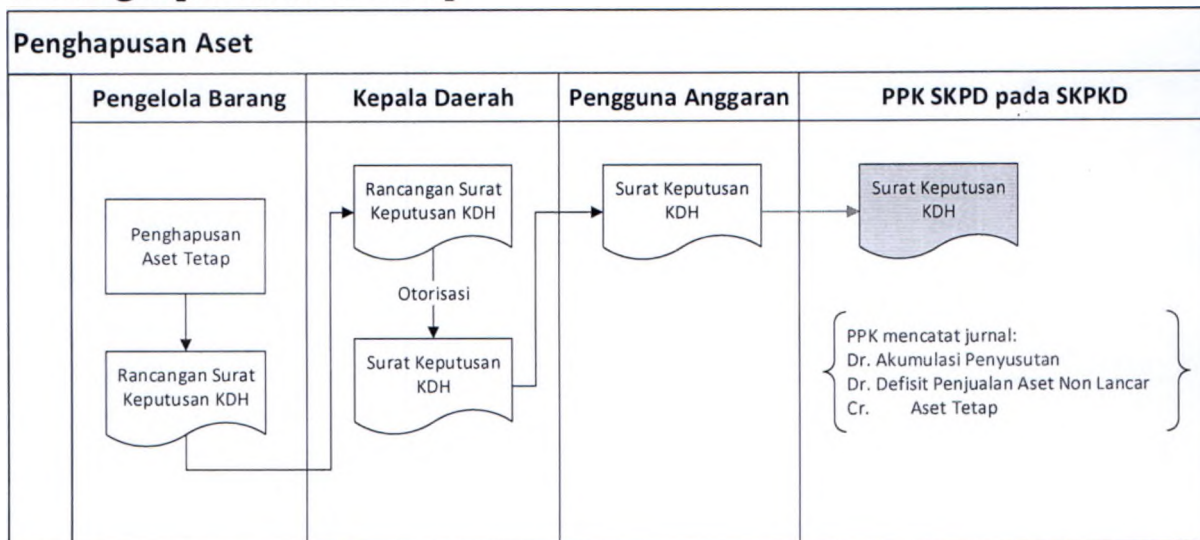 Penghapusan Aset
Pengelola Barang
Kepala Daerah
Pengguna Anggaran
PPK SKPD pada SKPKD
Penghapusan
Aset Tetap
Rancangan Surat
Keputusan KDH
Rancangan Surat
Keputusan KDH
Otorisasi
Surat Keputusan
KDH
Surat Keputusan
KDH
Surat Keputusan
KDH
PPK mencatat jurnal:
Dr. Akumulasi Penyusutan
Dr. Defisit Penjualan Aset Non Lancar
Cr. Aset Tetap